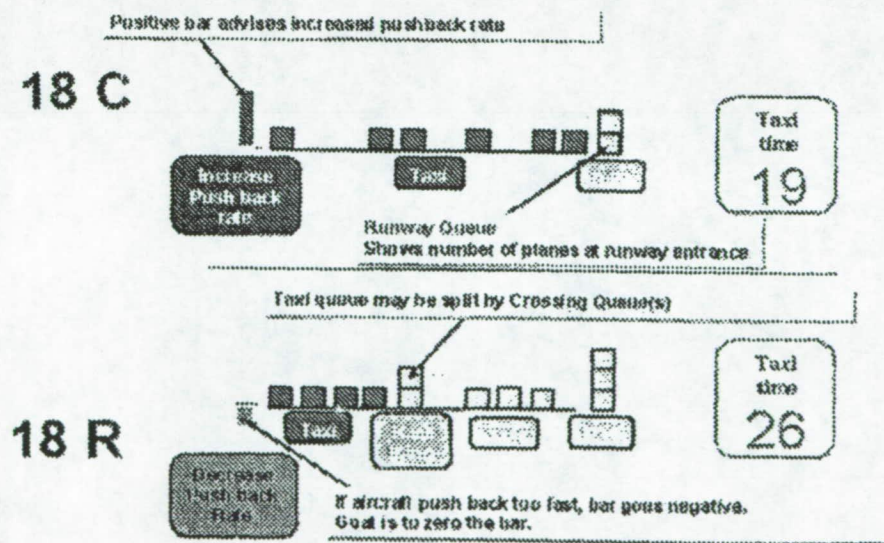 Positive bar advises increased pushback rate
18 C
Increase
Push back
rate
Taxi
Taxi
time
19
Runway Queue
Shows number of planes at runway entrance
Taxi queue may be split by Crossing Queue(s)
18 R
Taxi
Taxi
time
26
Decrease
Push back
Rate
If aircraft push back too fast, bar goes negative.
Goal is to zero the bar.